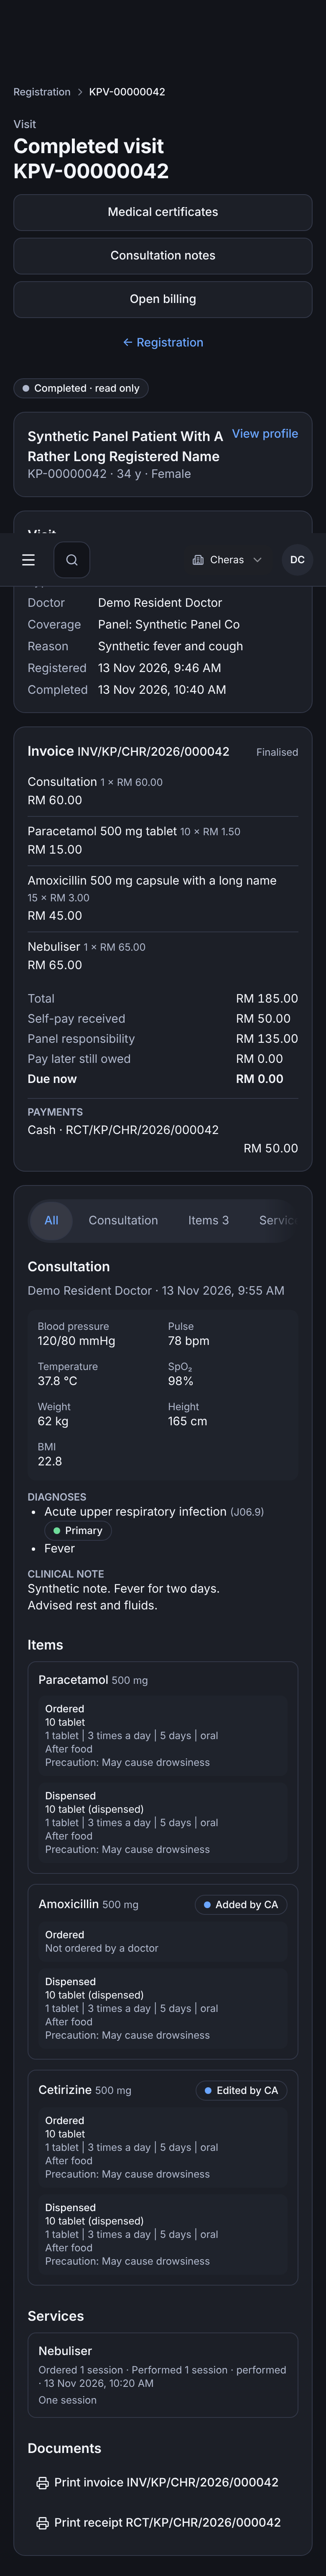 Registration > KPV-00000042
Visit
Completed visit
KPV-00000042
Medical certificates
Consultation notes
Open billing
← Registration
Completed · read only
Synthetic Panel Patient With A
Rather Long Registered Name
View profile
KP-00000042 · 34 y · Female
Cheras
DC
Doctor Demo Resident Doctor
Coverage Panel: Synthetic Panel Co
Reason Synthetic fever and cough
Registered 13 Nov 2026, 9:46 AM
Completed 13 Nov 2026, 10:40 AM
Invoice INV/KP/CHR/2026/000042 Finalised
Consultation 1 × RM 60.00
RM 60.00
Paracetamol 500 mg tablet 10 × RM 1.50
RM 15.00
Amoxicillin 500 mg capsule with a long name
15 × RM 3.00
RM 45.00
Nebuliser 1 × RM 65.00
RM 65.00
Total RM 185.00
Self-pay received RM 50.00
Panel responsibility RM 135.00
Pay later still owed RM 0.00
Due now RM 0.00
PAYMENTS
Cash · RCT/KP/CHR/2026/000042
RM 50.00
All Consultation Items 3
Consultation
Demo Resident Doctor · 13 Nov 2026, 9:55 AM
Blood pressure Pulse
120/80 mmHg 78 bpm
Temperature SpO₂
37.8 °C 98%
Weight Height
62 kg 165 cm
BMI
22.8
DIAGNOSES
• Acute upper respiratory infection (J06.9)
Primary
• Fever
CLINICAL NOTE
Synthetic note. Fever for two days.
Advised rest and fluids.
Items
Paracetamol 500 mg
Ordered
10 tablet
1 tablet | 3 times a day | 5 days | oral
After food
Precaution: May cause drowsiness
Dispensed
10 tablet (dispensed)
1 tablet | 3 times a day | 5 days | oral
After food
Precaution: May cause drowsiness
Amoxicillin 500 mg Added by CA
Ordered
Not ordered by a doctor
Dispensed
10 tablet (dispensed)
1 tablet | 3 times a day | 5 days | oral
After food
Precaution: May cause drowsiness
Cetirizine 500 mg Edited by CA
Ordered
10 tablet
1 tablet | 3 times a day | 5 days | oral
After food
Precaution: May cause drowsiness
Dispensed
10 tablet (dispensed)
1 tablet | 3 times a day | 5 days | oral
After food
Precaution: May cause drowsiness
Services
Nebuliser
Ordered 1 session · Performed 1 session · performed
· 13 Nov 2026, 10:20 AM
One session
Documents
Print invoice INV/KP/CHR/2026/000042
Print receipt RCT/KP/CHR/2026/000042